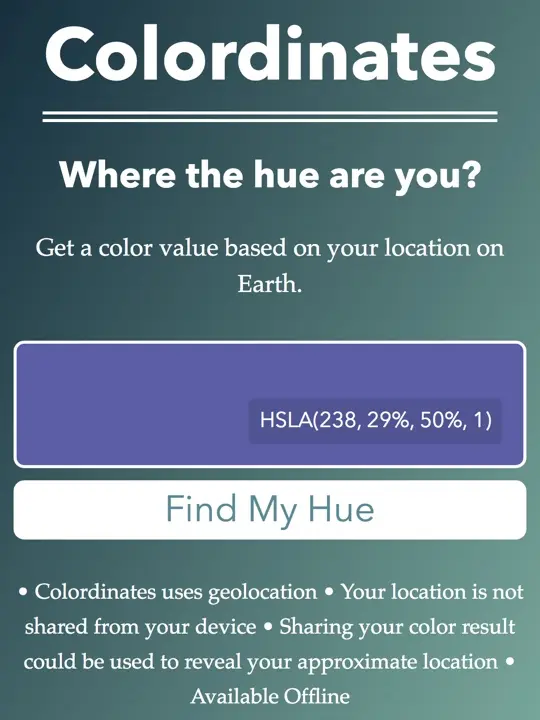 Colordinates
Where the hue are you?
Get a color value based on your location on
Earth.
HSLA(238, 29%, 50%, 1)
Find My Hue
• Colordinates uses geolocation • Your location is not
shared from your device • Sharing your color result
could be used to reveal your approximate location •
Available Offline